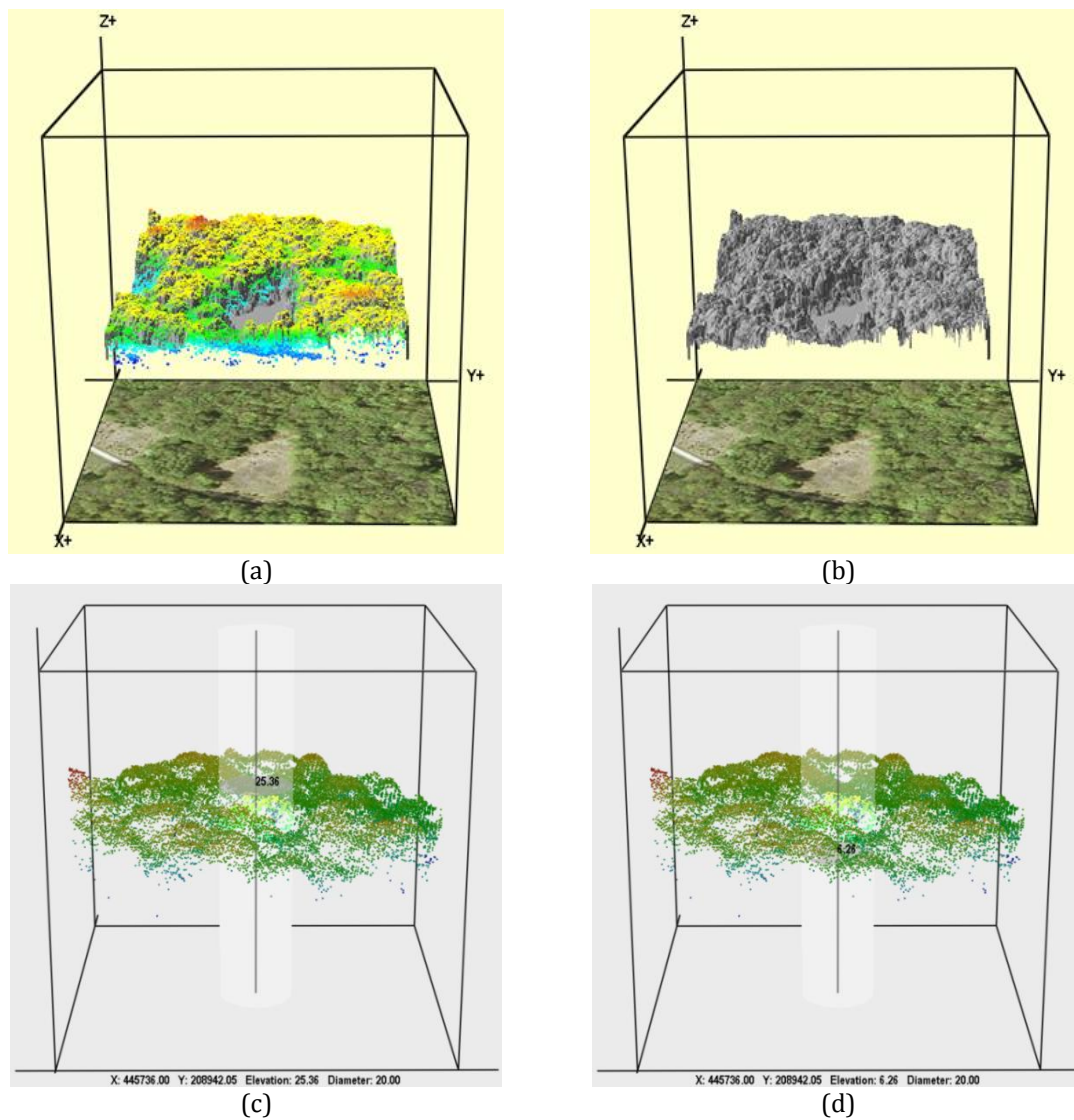 Z+
Z+
Y+
Y+
X+
X+
(a)
(b)
25.36
6.26
X: 445736.00 Y: 208942.05 Elevation: 25.36 Diameter: 20.00
X: 445736.00 Y: 208942.05 Elevation: 6.26 Diameter: 20.00
(c)
(d)